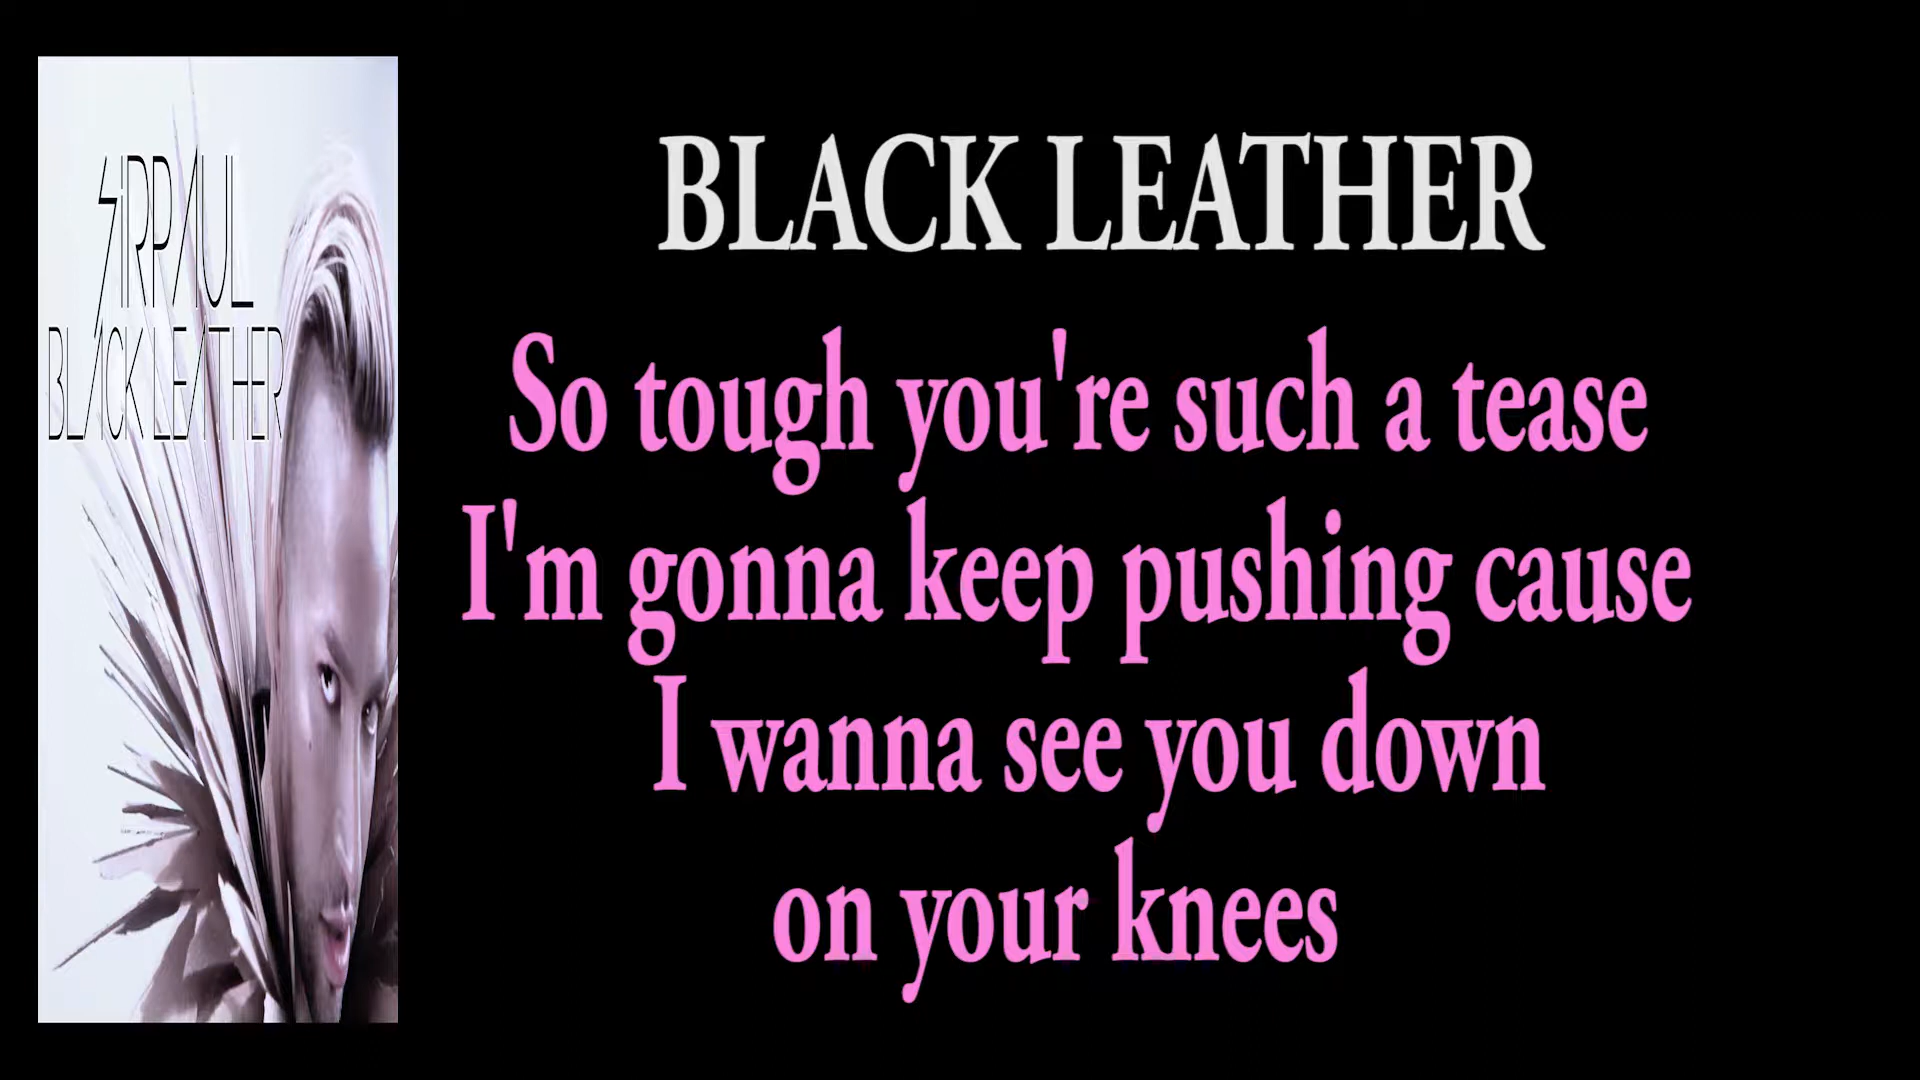 SIRPAUL
BLACK LEATHER
BLACK LEATHER
So tough you're such a tease
I'm gonna keep pushing cause
I wanna see you down
on your knees